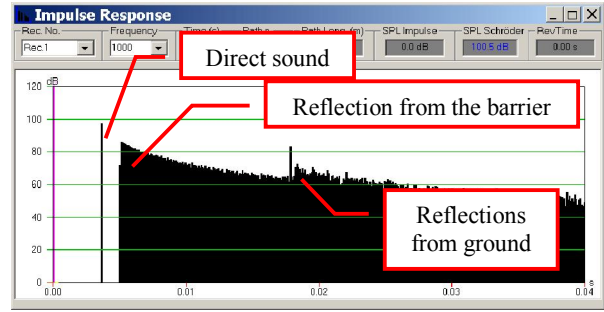 Impulse Response
Rec. No.
Frequency
Time (s)
Path Leng. (m)
SPL Impulse
SPL Schröder
RevTime
Rec.1
1000
0.0 dB
100.5 dB
0.00 s
Direct sound
Reflection from the barrier
Reflections
from ground
dB
120
100
80
60
40
20
0
0.00
0.01
0.02
0.03
0.04
s